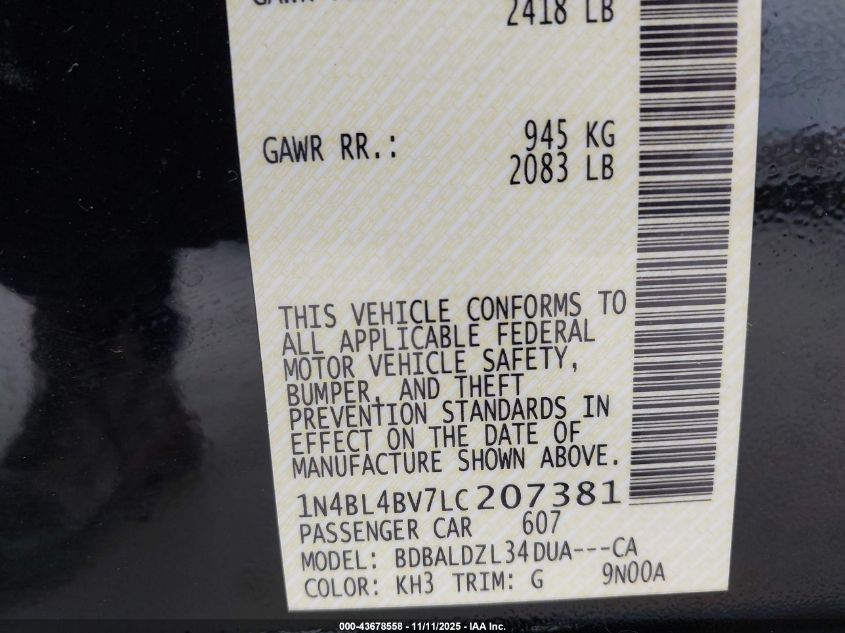 2418 LB
GAWR RR.: 945 KG
2083 LB
THIS VEHICLE CONFORMS TO
ALL APPLICABLE FEDERAL
MOTOR VEHICLE SAFETY,
BUMPER, AND THEFT
PREVENTION STANDARDS IN
EFFECT ON THE DATE OF
MANUFACTURE SHOWN ABOVE.
1N4BL4BV7LC207381
PASSENGER CAR 607
MODEL: BDBALDZL34DUA---CA
COLOR: KH3 TRIM: G 9N00A
000-43678558 - 11/11/2025 - IAA Inc.